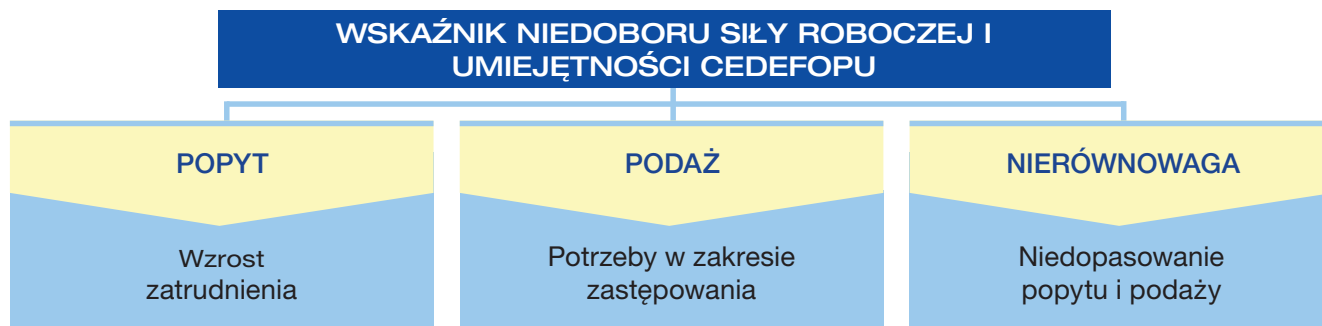 WSKAŹNIK NIEDOBORU SIŁY ROBOCZEJ I
UMIEJĘTNOŚCI CEDEFOPU
POPYT
Wzrost
zatrudnienia
PODAŻ
Potrzeby w zakresie
zastępowania
NIERÓWNOWAGA
Niedopasowanie
popytu i podaży